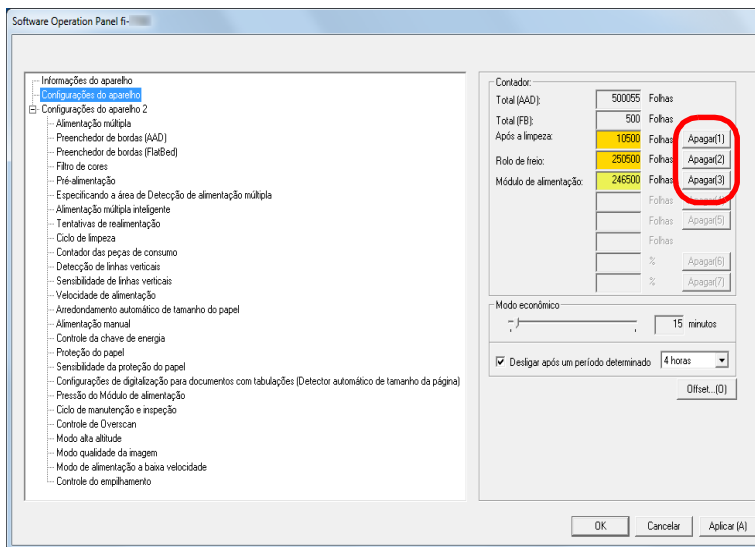 Software Operation Panel fi-
Informações do aparelho
Configurações do aparelho
Configurações do aparelho 2
Alimentação múltipla
Preenchedor de bordas (AAD)
Preenchedor de bordas (FlatBed)
Filtro de cores
Pré-alimentação
Especificando a área de Detecção de alimentação múltipla
Alimentação múltipla inteligente
Tentativas de realimentação
Ciclo de limpeza
Contador das peças de consumo
Detecção de linhas verticais
Sensibilidade de linhas verticais
Velocidade de alimentação
Arredondamento automático de tamanho do papel
Alimentação manual
Controle da chave de energia
Proteção do papel
Sensibilidade da proteção do papel
Configurações de digitalização para documentos com tabulações (Detector automático de tamanho da página)
Pressão do Módulo de alimentação
Ciclo de manutenção e inspeção
Controle de Overscan
Modo alta altitude
Modo qualidade da imagem
Modo de alimentação a baixa velocidade
Controle do empilhamento
Contador:
Total (AAD): 500055 Folhas
Total (FB): 500 Folhas
Após a limpeza: 10500 Folhas Apagar(1)
Rolo de freio: 250500 Folhas Apagar(2)
Módulo de alimentação: 246500 Folhas Apagar(3)
Folhas Apagar(4)
Folhas Apagar(5)
Folhas
% Apagar(6)
% Apagar(7)
Modo econômico
15 minutos
Desligar após um período determinado 4 horas
Offset...(O)
OK Cancelar Aplicar (A)